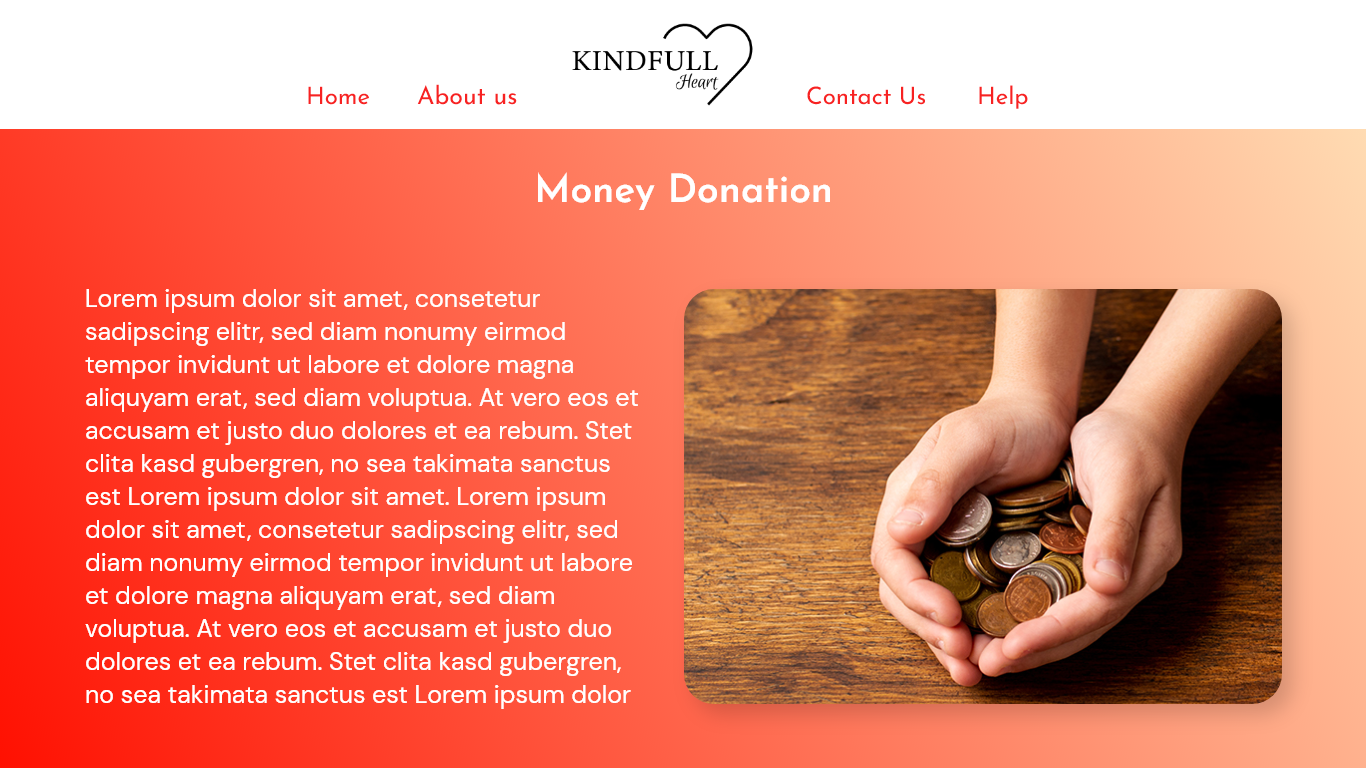 KINDFULL
Heart
Home About us Contact Us Help
Money Donation
Lorem ipsum dolor sit amet, consetetur
sadipscing elitr, sed diam nonumy eirmod
tempor invidunt ut labore et dolore magna
aliquyam erat, sed diam voluptua. At vero eos et
accusam et justo duo dolores et ea rebum. Stet
clita kasd gubergren, no sea takimata sanctus
est Lorem ipsum dolor sit amet. Lorem ipsum
dolor sit amet, consetetur sadipscing elitr, sed
diam nonumy eirmod tempor invidunt ut labore
et dolore magna aliquyam erat, sed diam
voluptua. At vero eos et accusam et justo duo
dolores et ea rebum. Stet clita kasd gubergren,
no sea takimata sanctus est Lorem ipsum dolor